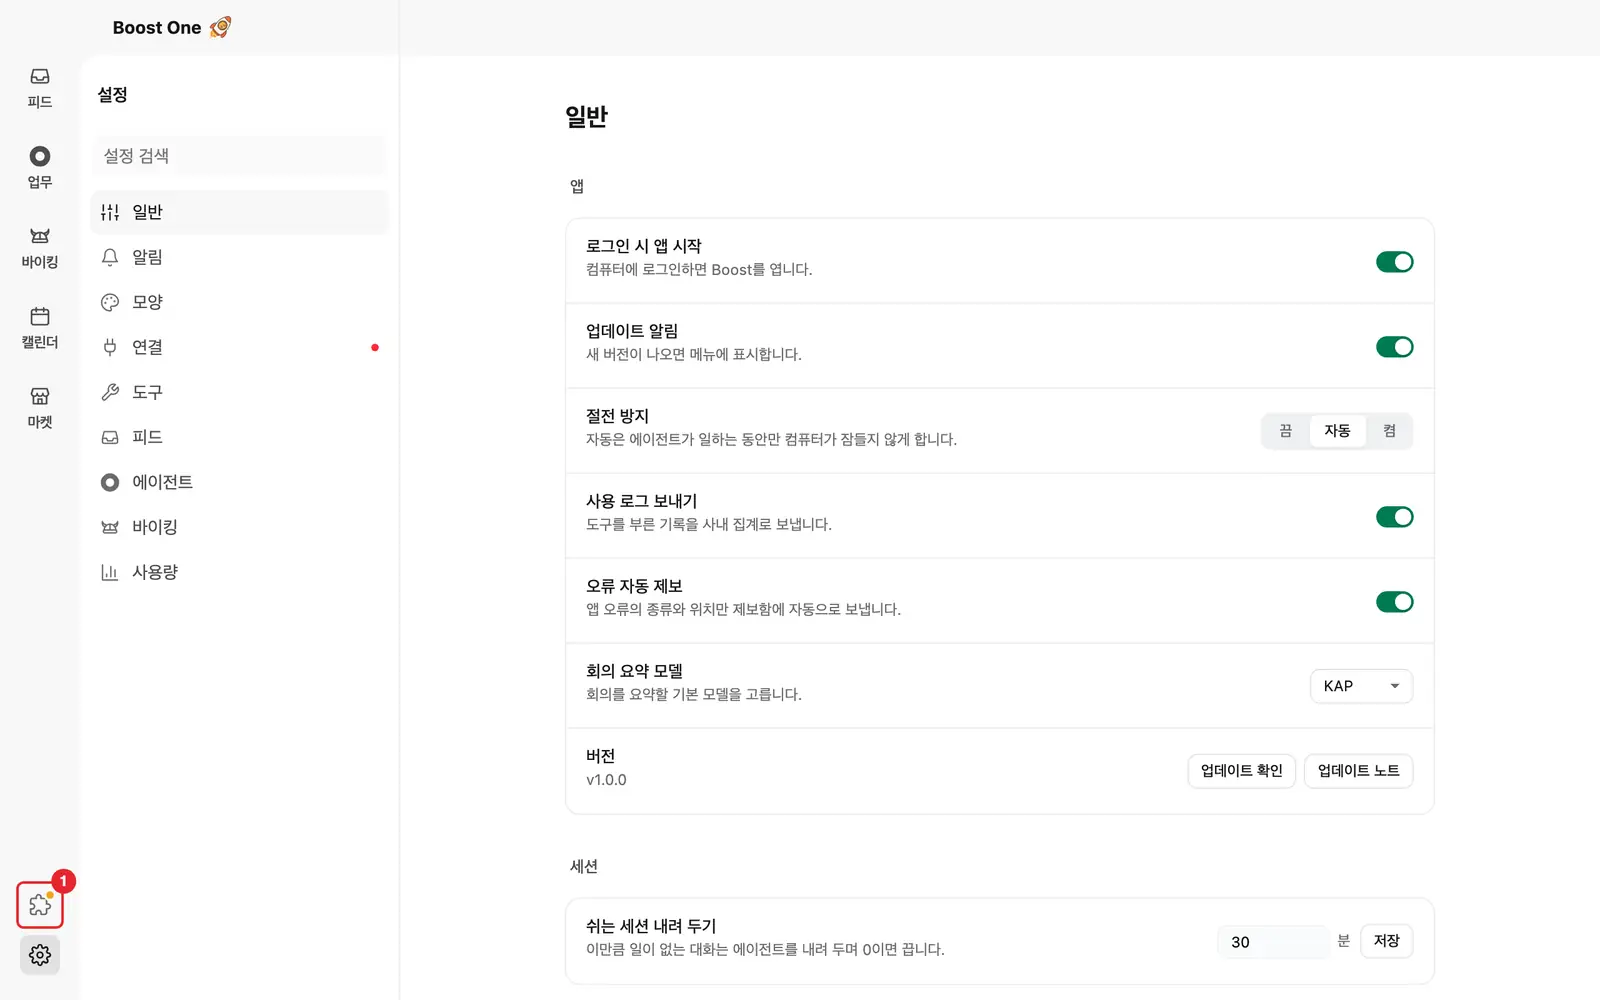 Boost One
피드
업무
바이킹
캘린더
마켓
1
설정
설정 검색
일반
알림
모양
연결
도구
피드
에이전트
바이킹
사용량
일반
앱
로그인 시 앱 시작
컴퓨터에 로그인하면 Boost를 엽니다.
업데이트 알림
새 버전이 나오면 메뉴에 표시합니다.
절전 방지
자동은 에이전트가 일하는 동안만 컴퓨터가 잠들지 않게 합니다.
끔 자동 켬
사용 로그 보내기
도구를 부른 기록을 사내 집계로 보냅니다.
오류 자동 제보
앱 오류의 종류와 위치만 제보함에 자동으로 보냅니다.
회의 요약 모델
회의를 요약할 기본 모델을 고릅니다.
KAP
버전
v1.0.0
업데이트 확인 업데이트 노트
세션
쉬는 세션 내려 두기
이만큼 일이 없는 대화는 에이전트를 내려 두며 0이면 끕니다.
30 분 저장